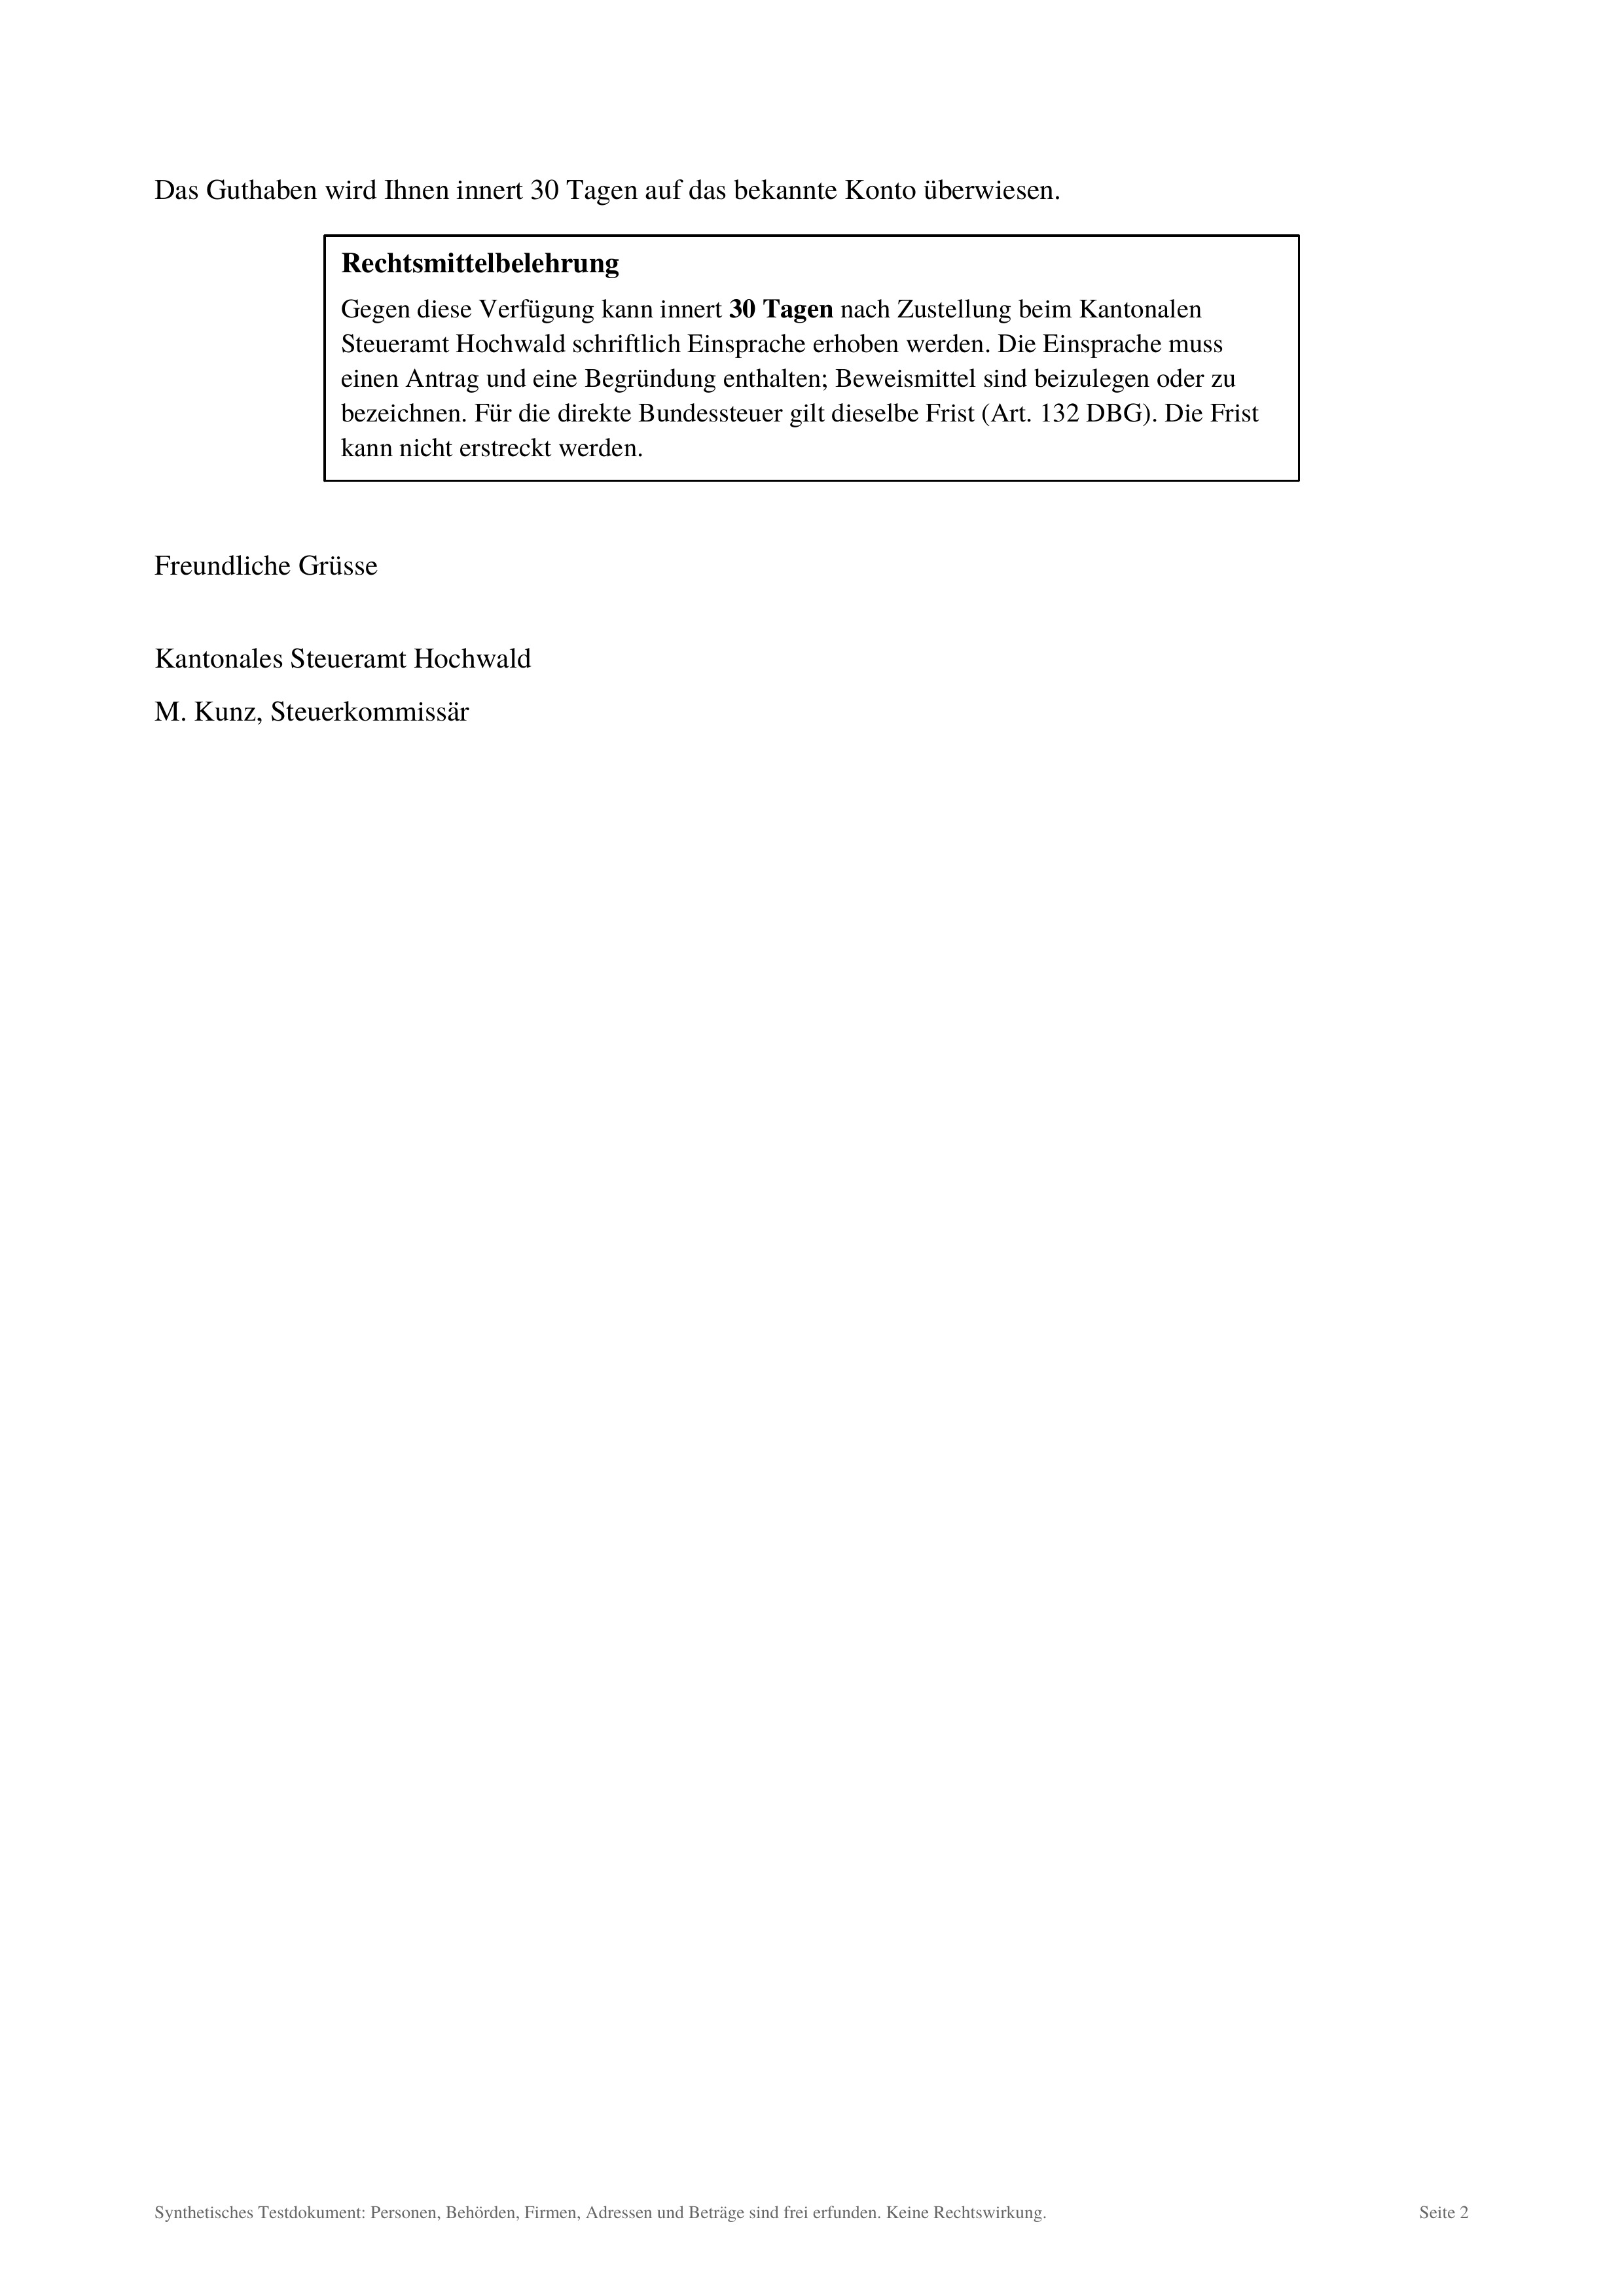 Das Guthaben wird Ihnen innert 30 Tagen auf das bekannte Konto überwiesen.
Rechtsmittelbelehrung
Gegen diese Verfügung kann innert 30 Tagen nach Zustellung beim Kantonalen
Steueramt Hochwald schriftlich Einsprache erhoben werden. Die Einsprache muss
einen Antrag und eine Begründung enthalten; Beweismittel sind beizulegen oder zu
bezeichnen. Für die direkte Bundessteuer gilt dieselbe Frist (Art. 132 DBG). Die Frist
kann nicht erstreckt werden.
Freundliche Grüsse
Kantonales Steueramt Hochwald
M. Kunz, Steuerkommissär
Synthetisches Testdokument: Personen, Behörden, Firmen, Adressen und Beträge sind frei erfunden. Keine Rechtswirkung. Seite 2